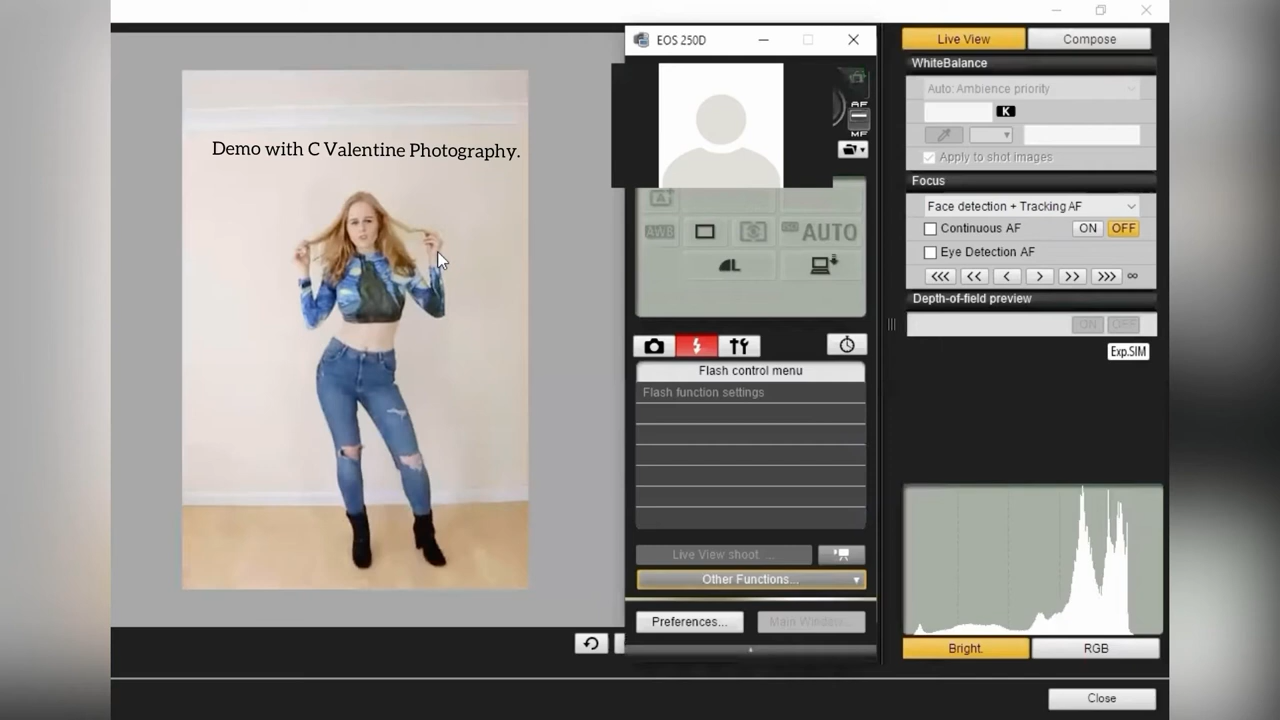 EOS 250D
Live View
Compose
WhiteBalance
Auto: Ambience priority
K
Apply to shot images
Demo with C Valentine Photography.
AF
MF
Focus
Face detection + Tracking AF
Continuous AF
ON
OFF
Eye Detection AF
A+
AWB
ISO AUTO
L
<<< << < > >> >>> ∞
Depth-of-field preview
ON
OFF
Exp.SIM
Flash control menu
Flash function settings
Live View shoot. ...
Other Functions...
Preferences...
Main Window...
Bright.
RGB
Close